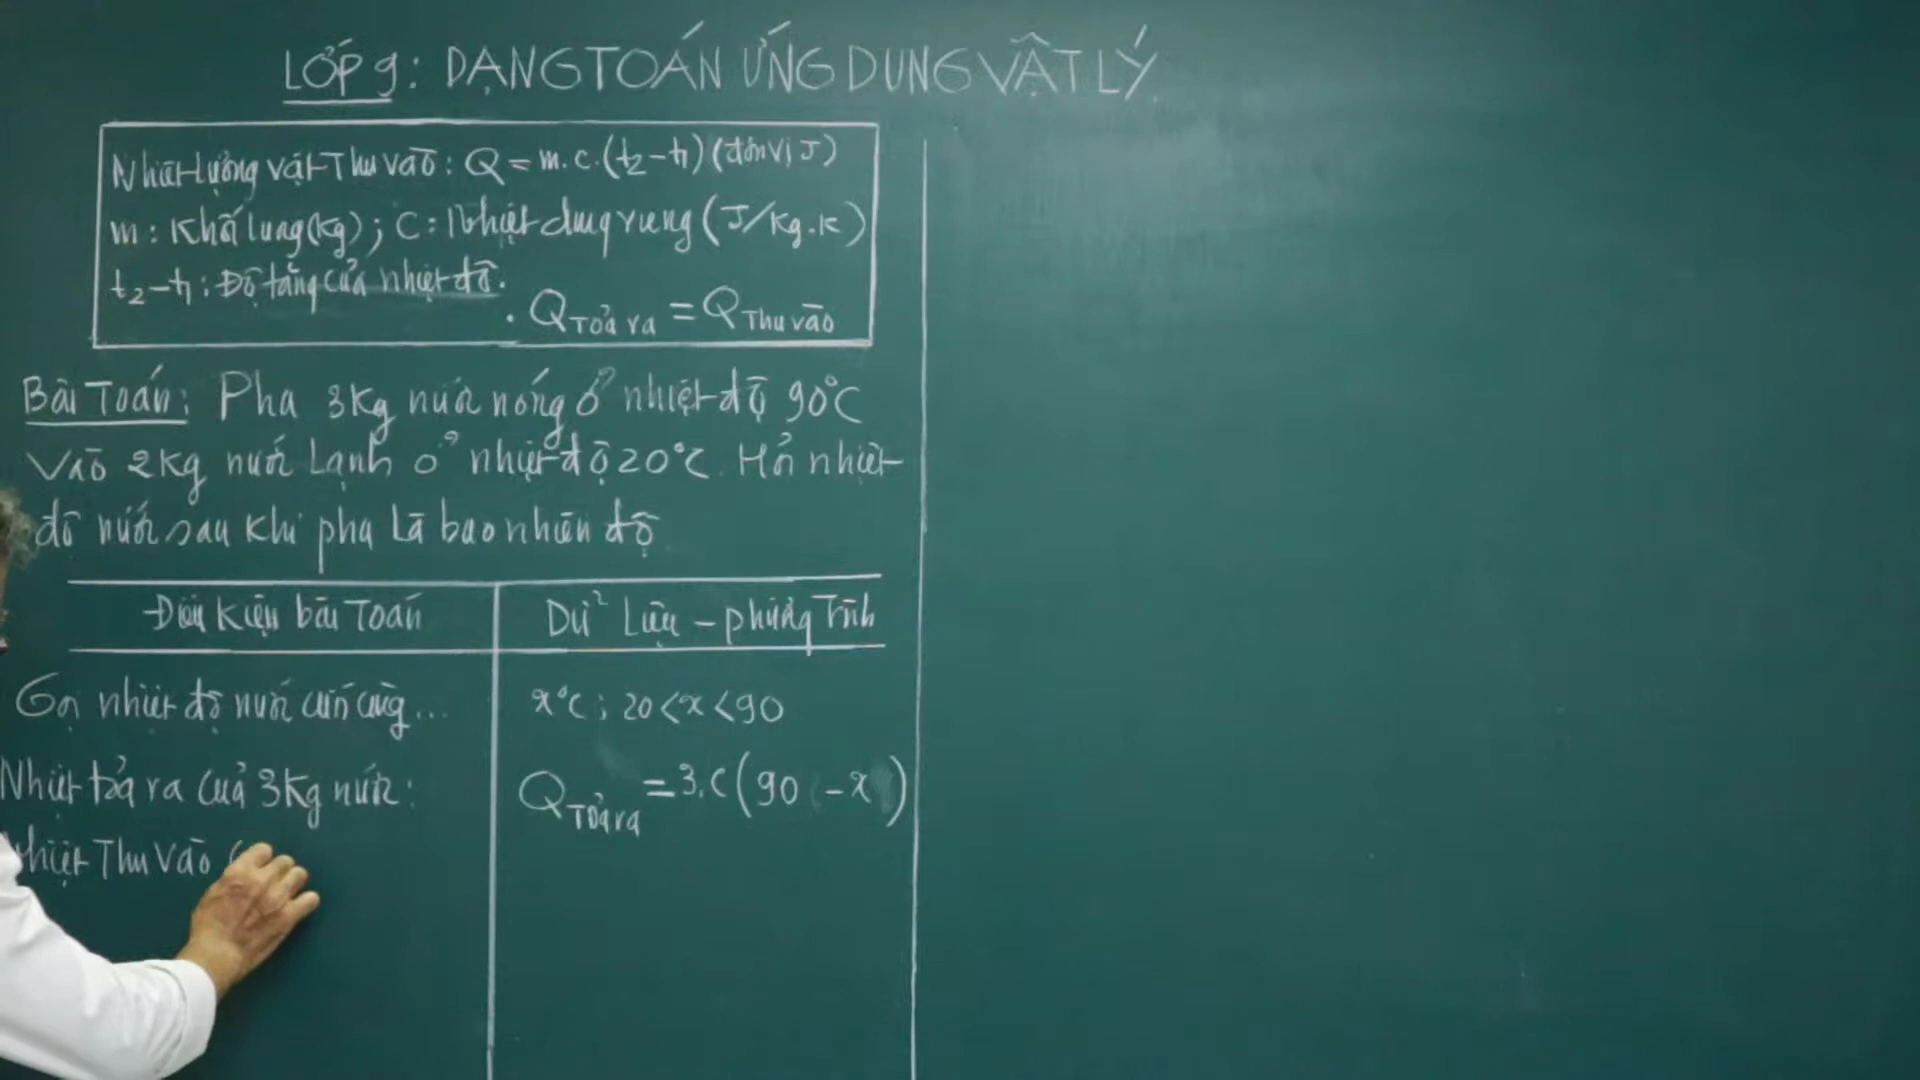 LỚP 9: DẠNG TOÁN ỨNG DUNG VẬT LÝ
Nhiệt lượng vật Thu vào: Q = m.c.(t₂-t₁) (đơn vị J)
m: Khối lượng (kg); C: Nhiệt dung riêng (J/kg.K)
t₂-t₁: Độ tăng của nhiệt độ.
. Q Tỏa ra = Q Thu vào
Bài Toán: Pha 3Kg nước nóng ở nhiệt độ 90°C
Vào 2Kg nước Lạnh ở nhiệt độ 20°C. Hỏi nhiệt
độ nước sau khi pha Là bao nhiêu độ
Điều Kiện bài Toán
Dữ Liệu - phương Trình
Gọi nhiệt độ nước cuối cùng...
x°C; 20<x<90
Nhiệt tỏa ra của 3Kg nước:
Q Tỏa ra = 3.C(90 - x)
Nhiệt Thu Vào